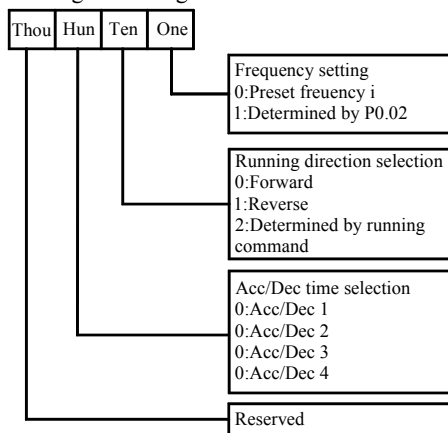 Thou Hun Ten One
Frequency setting
0:Preset freuency i
1:Determined by P0.02
Running direction selection
0:Forward
1:Reverse
2:Determined by running
command
Acc/Dec time selection
0:Acc/Dec 1
0:Acc/Dec 2
0:Acc/Dec 3
0:Acc/Dec 4
Reserved